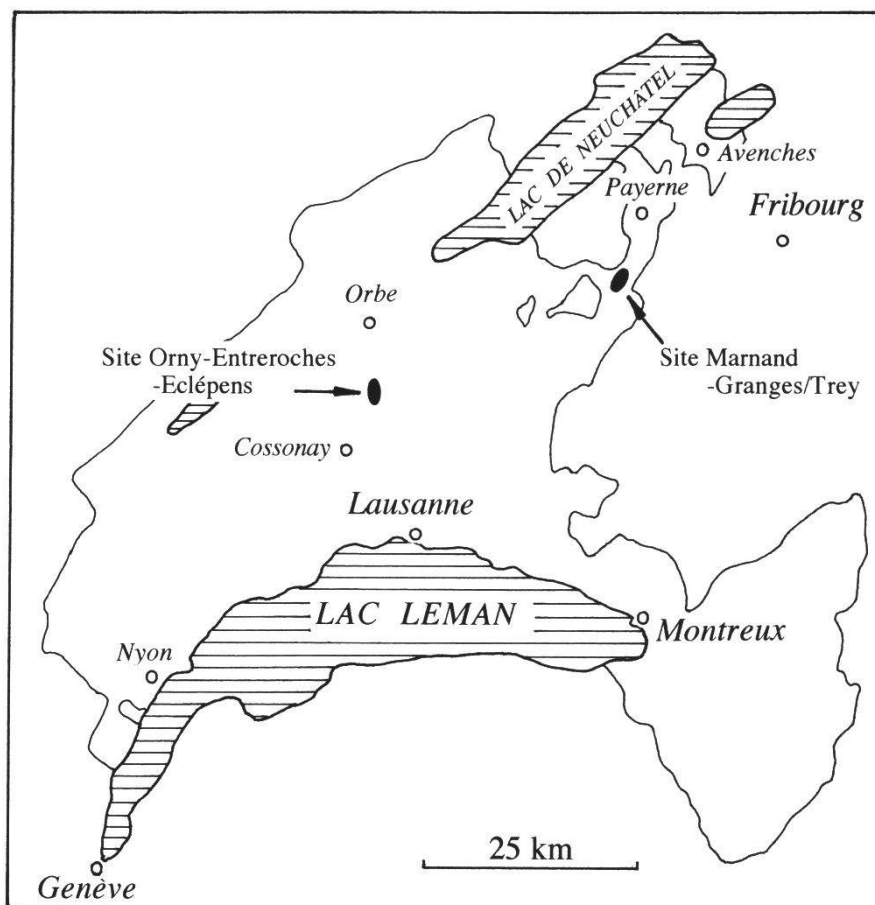 LAC DE NEUCHÂTEL
Avenches
Payerne
Fribourg
Orbe
Site Orny-Entreroches
-Eclépens
Site Marnand
-Granges/Trey
Cossonay
Lausanne
LAC LEMAN
Montreux
Nyon
25 km
Genève